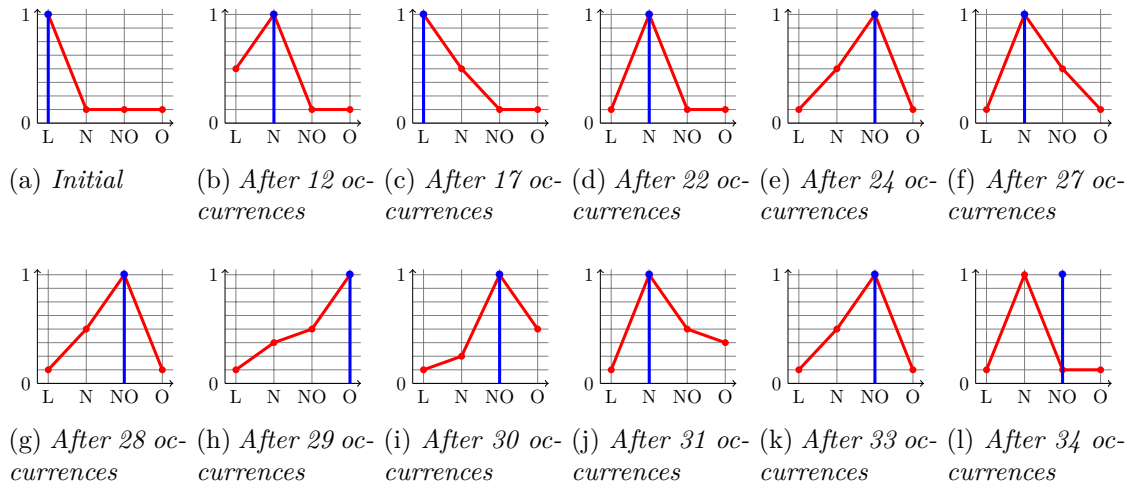 1 1 1 1 1 1
0 0 0 0 0 0
L N NO O L N NO O L N NO O L N NO O L N NO O L N NO O
(a) Initial (b) After 12 oc- (c) After 17 oc- (d) After 22 oc- (e) After 24 oc- (f) After 27 oc-
currences currences currences currences currences
1 1 1 1 1 1
0 0 0 0 0 0
L N NO O L N NO O L N NO O L N NO O L N NO O L N NO O
(g) After 28 oc- (h) After 29 oc- (i) After 30 oc- (j) After 31 oc- (k) After 33 oc- (l) After 34 oc-
currences currences currences currences currences currences